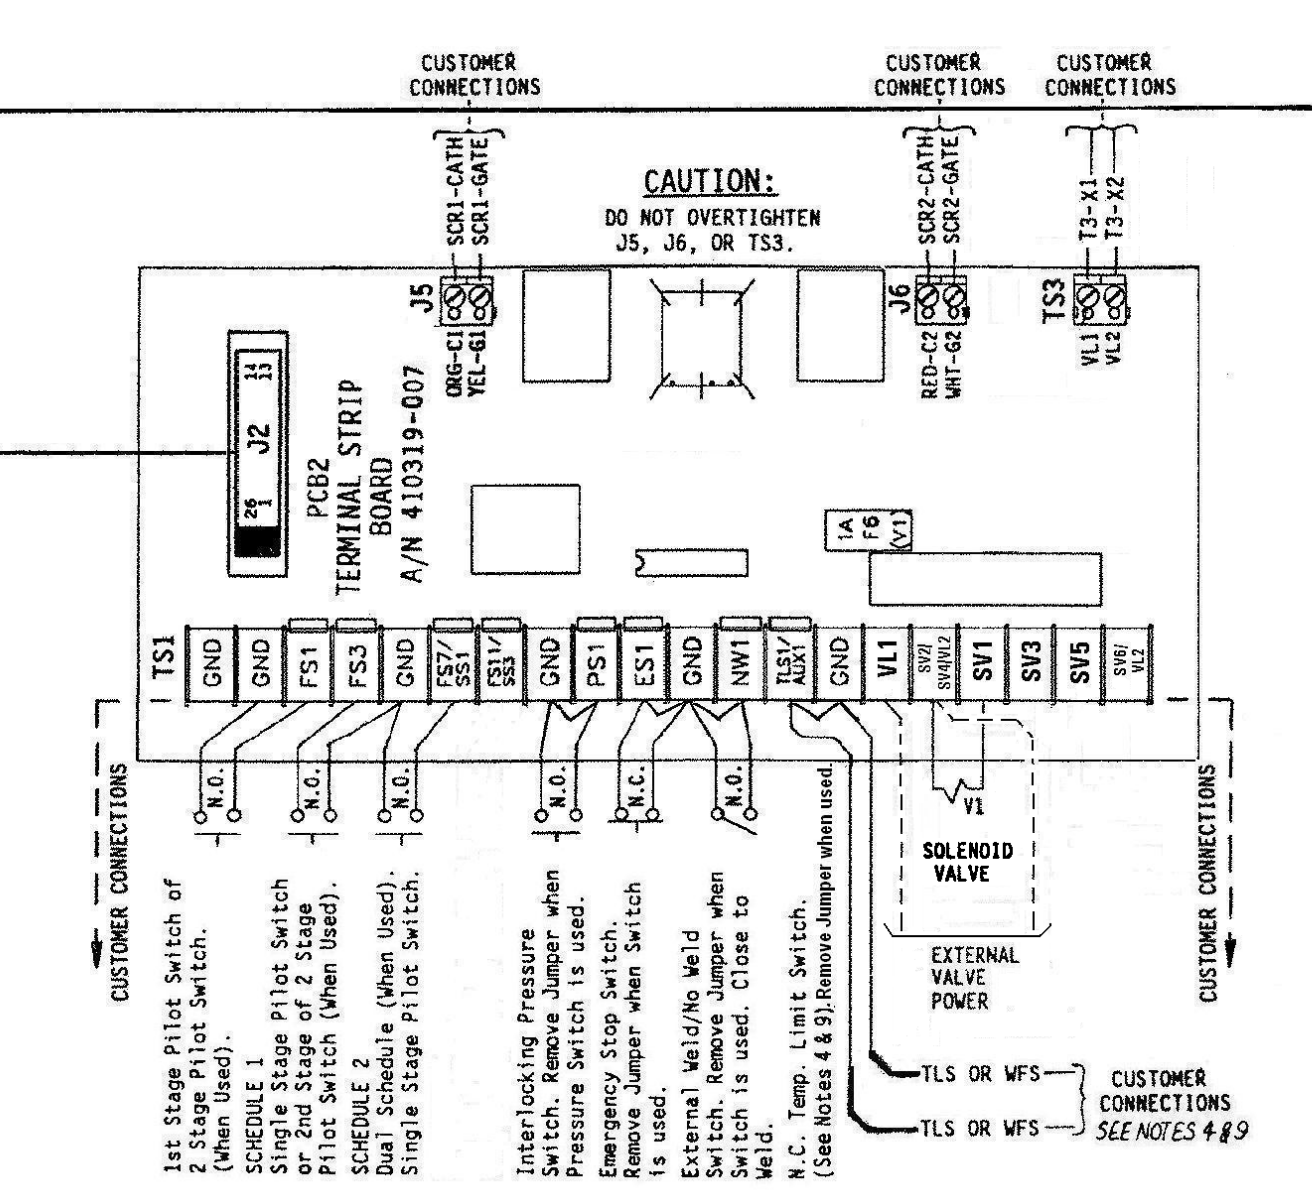 CUSTOMER
CONNECTIONS
CUSTOMER
CONNECTIONS
CUSTOMER
CONNECTIONS
SCR1-CATH
SCR1-GATE
SCR2-CATH
SCR2-GATE
T3-X1
T3-X2
CAUTION:
DO NOT OVERTIGHTEN
J5, J6, OR TS3.
J5
ORG-C1
YEL-G1
J6
RED-C2
WHT-G2
TS3
VL1
VL2
14
13
J2
26
1
PCB2
TERMINAL STRIP
BOARD
A/N 410319-007
1A
F6
(V1)
TS1
GND
GND
FS1
FS3
GND
FS7/
SS1
FS11/
SS3
GND
PS1
ES1
GND
NW1
TLS1/
AUX1
GND
VL1
SV2/
SV4/VL2
SV1
SV3
SV5
SV6/
VL2
CUSTOMER CONNECTIONS
N.O.
N.O.
N.O.
N.O.
N.C.
N.O.
V1
SOLENOID
VALVE
EXTERNAL
VALVE
POWER
CUSTOMER CONNECTIONS
1st Stage Pilot Switch of
2 Stage Pilot Switch.
(When Used).
SCHEDULE 1
Single Stage Pilot Switch
or 2nd Stage of 2 Stage
Pilot Switch (When Used).
SCHEDULE 2
Dual Schedule (When Used).
Single Stage Pilot Switch.
Interlocking Pressure
Switch. Remove Jumper when
Pressure Switch is used.
Emergency Stop Switch.
Remove Jumper when Switch
is used.
External Weld/No Weld
Switch. Remove Jumper when
Switch is used. Close to
Weld.
N.C. Temp. Limit Switch.
(See Notes 4 & 9).Remove Jumper when used.
TLS OR WFS
TLS OR WFS
CUSTOMER
CONNECTIONS
SEE NOTES 4 & 9